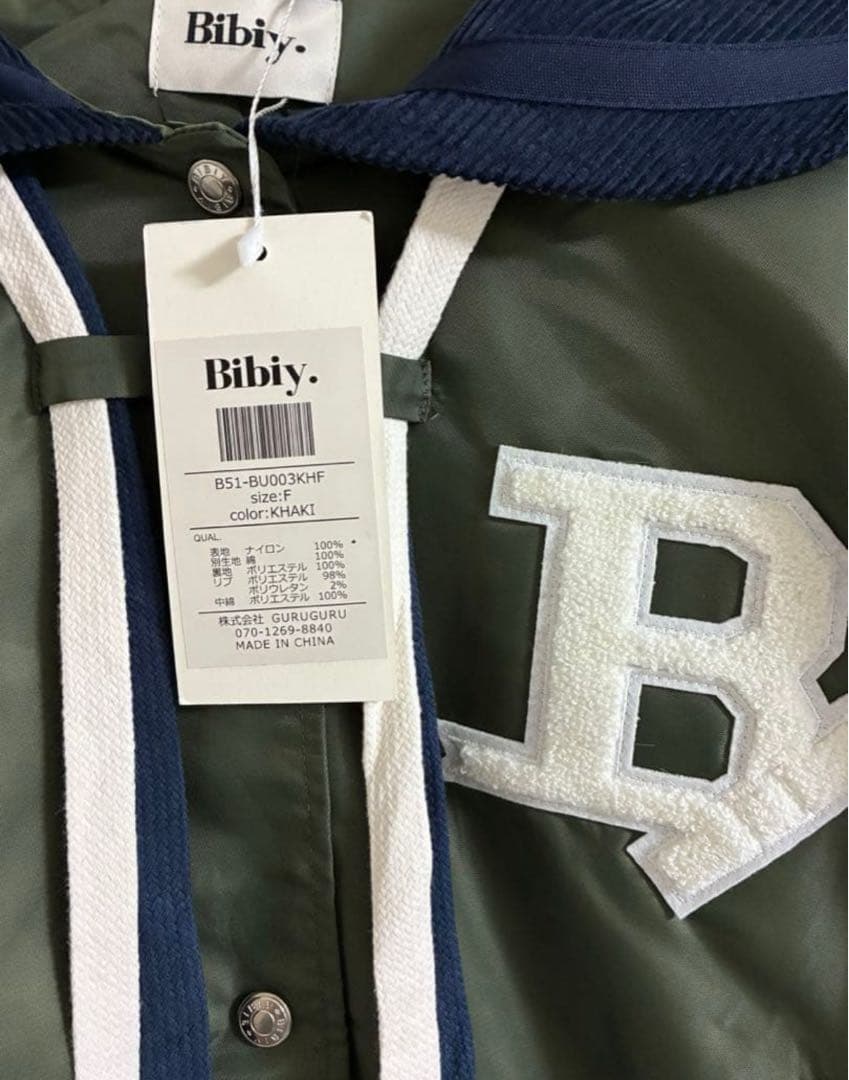 Bibiy.
BIBIY
Bibiy.
B51-BU003KHF
size:F
color:KHAKI
QUAL.
表地 ナイロン 100%
別生地 綿 100%
裏地 ポリエステル 100%
リブ ポリエステル 98%
ポリウレタン 2%
中綿 ポリエステル 100%
株式会社 GURUGURU
070-1269-8840
MADE IN CHINA
B